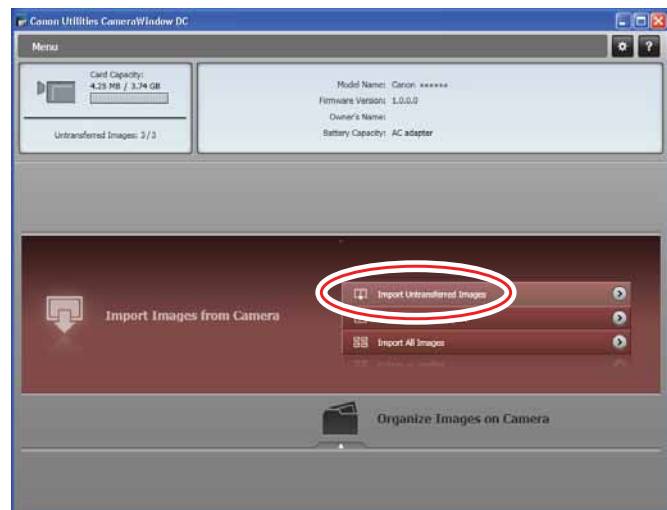 Canon Utilities CameraWindow DC
Menu
?
Card Capacity:
4.25 MB / 3.74 GB
Untransferred Images: 3/3
Model Name: Canon ******
Firmware Version: 1.0.0.0
Owner's Name:
Battery Capacity: AC adapter
Import Images from Camera
Import Untransferred Images
Import All Images
Organize Images on Camera